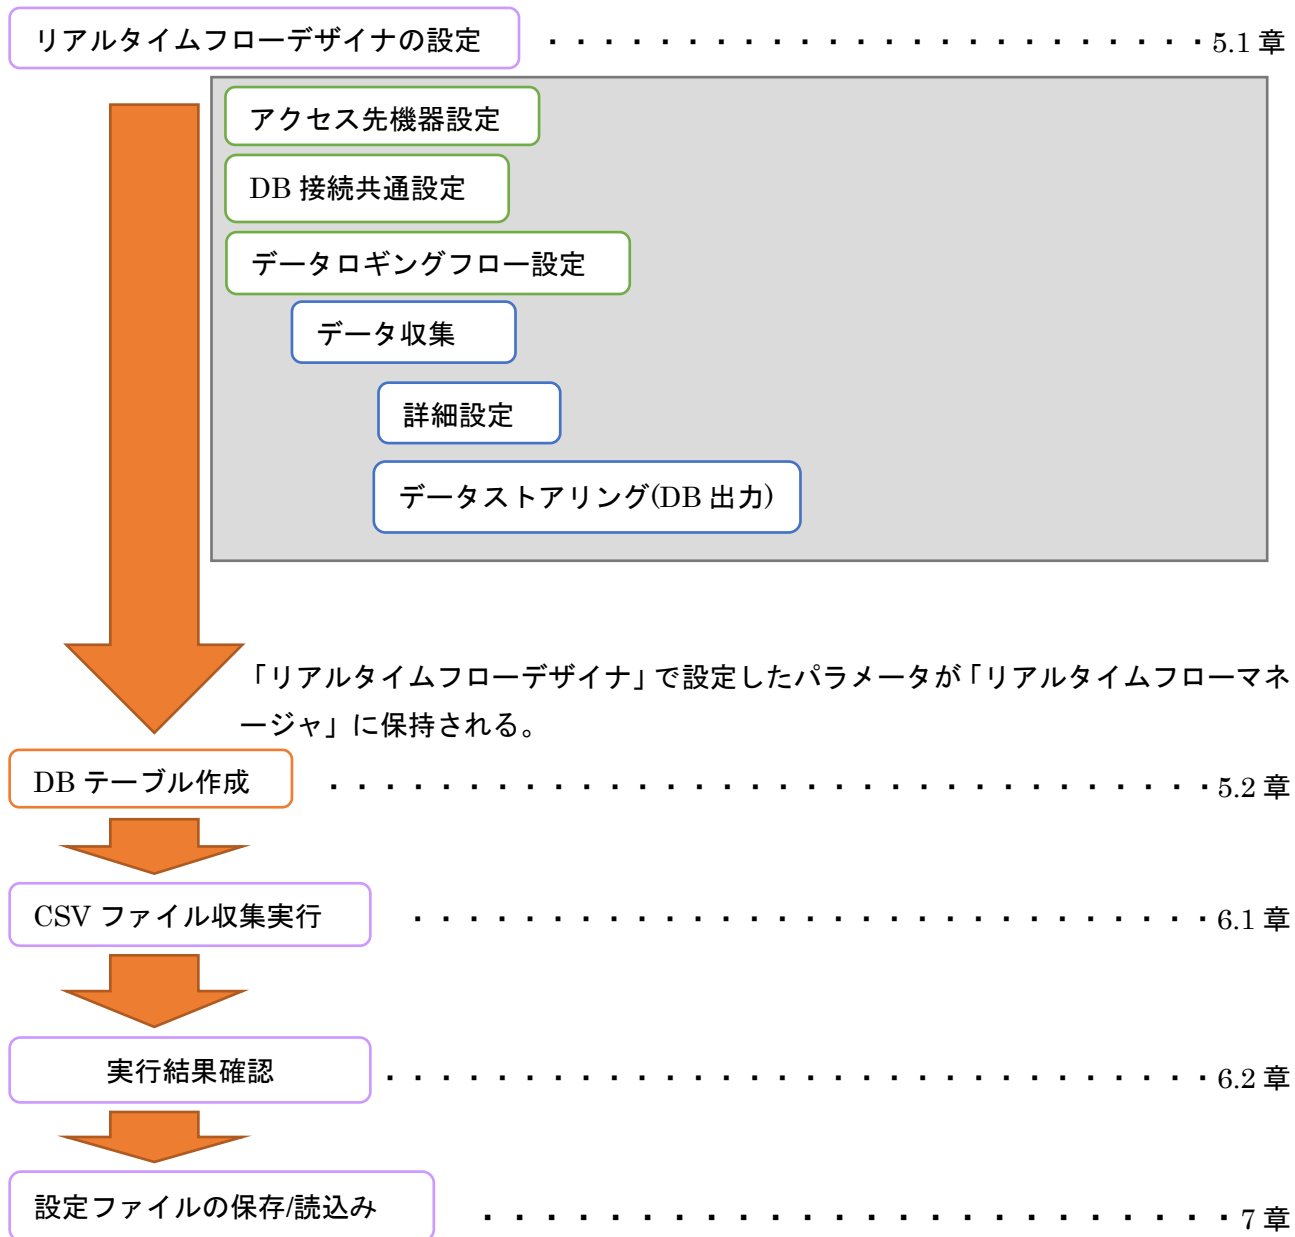 リアルタイムフローデザイナの設定 ・・・・・・・・・・・・・・・・・・・・・・・・5.1 章
アクセス先機器設定
DB 接続共通設定
データロギングフロー設定
データ収集
詳細設定
データストアリング(DB 出力)
「リアルタイムフローデザイナ」で設定したパラメータが「リアルタイムフローマネ
ージャ」に保持される。
DB テーブル作成 ・・・・・・・・・・・・・・・・・・・・・・・・・・・・・・・・5.2 章
CSV ファイル収集実行 ・・・・・・・・・・・・・・・・・・・・・・・・・・・・・6.1 章
実行結果確認 ・・・・・・・・・・・・・・・・・・・・・・・・・・・・・・6.2 章
設定ファイルの保存/読込み ・・・・・・・・・・・・・・・・・・・・・・・・7 章